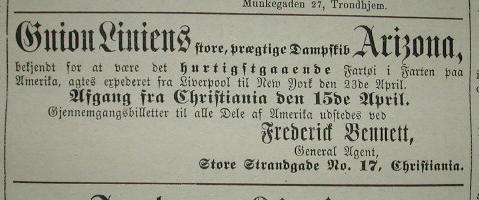 Munkegaden 27, Trondhjem.
Guion Liniens store, prægtige Dampskib Arizona,
bekjendt for at være det hurtigstgaaende Fartøi i Farten paa
Amerika, agtes expederet fra Liverpool til New York den 23de April.
Afgang fra Christiania den 15de April.
Gjennemgangsbilletter til alle Dele af Amerika udstedes ved
Frederick Bennett,
General Agent,
Store Strandgade No. 17, Christiania.